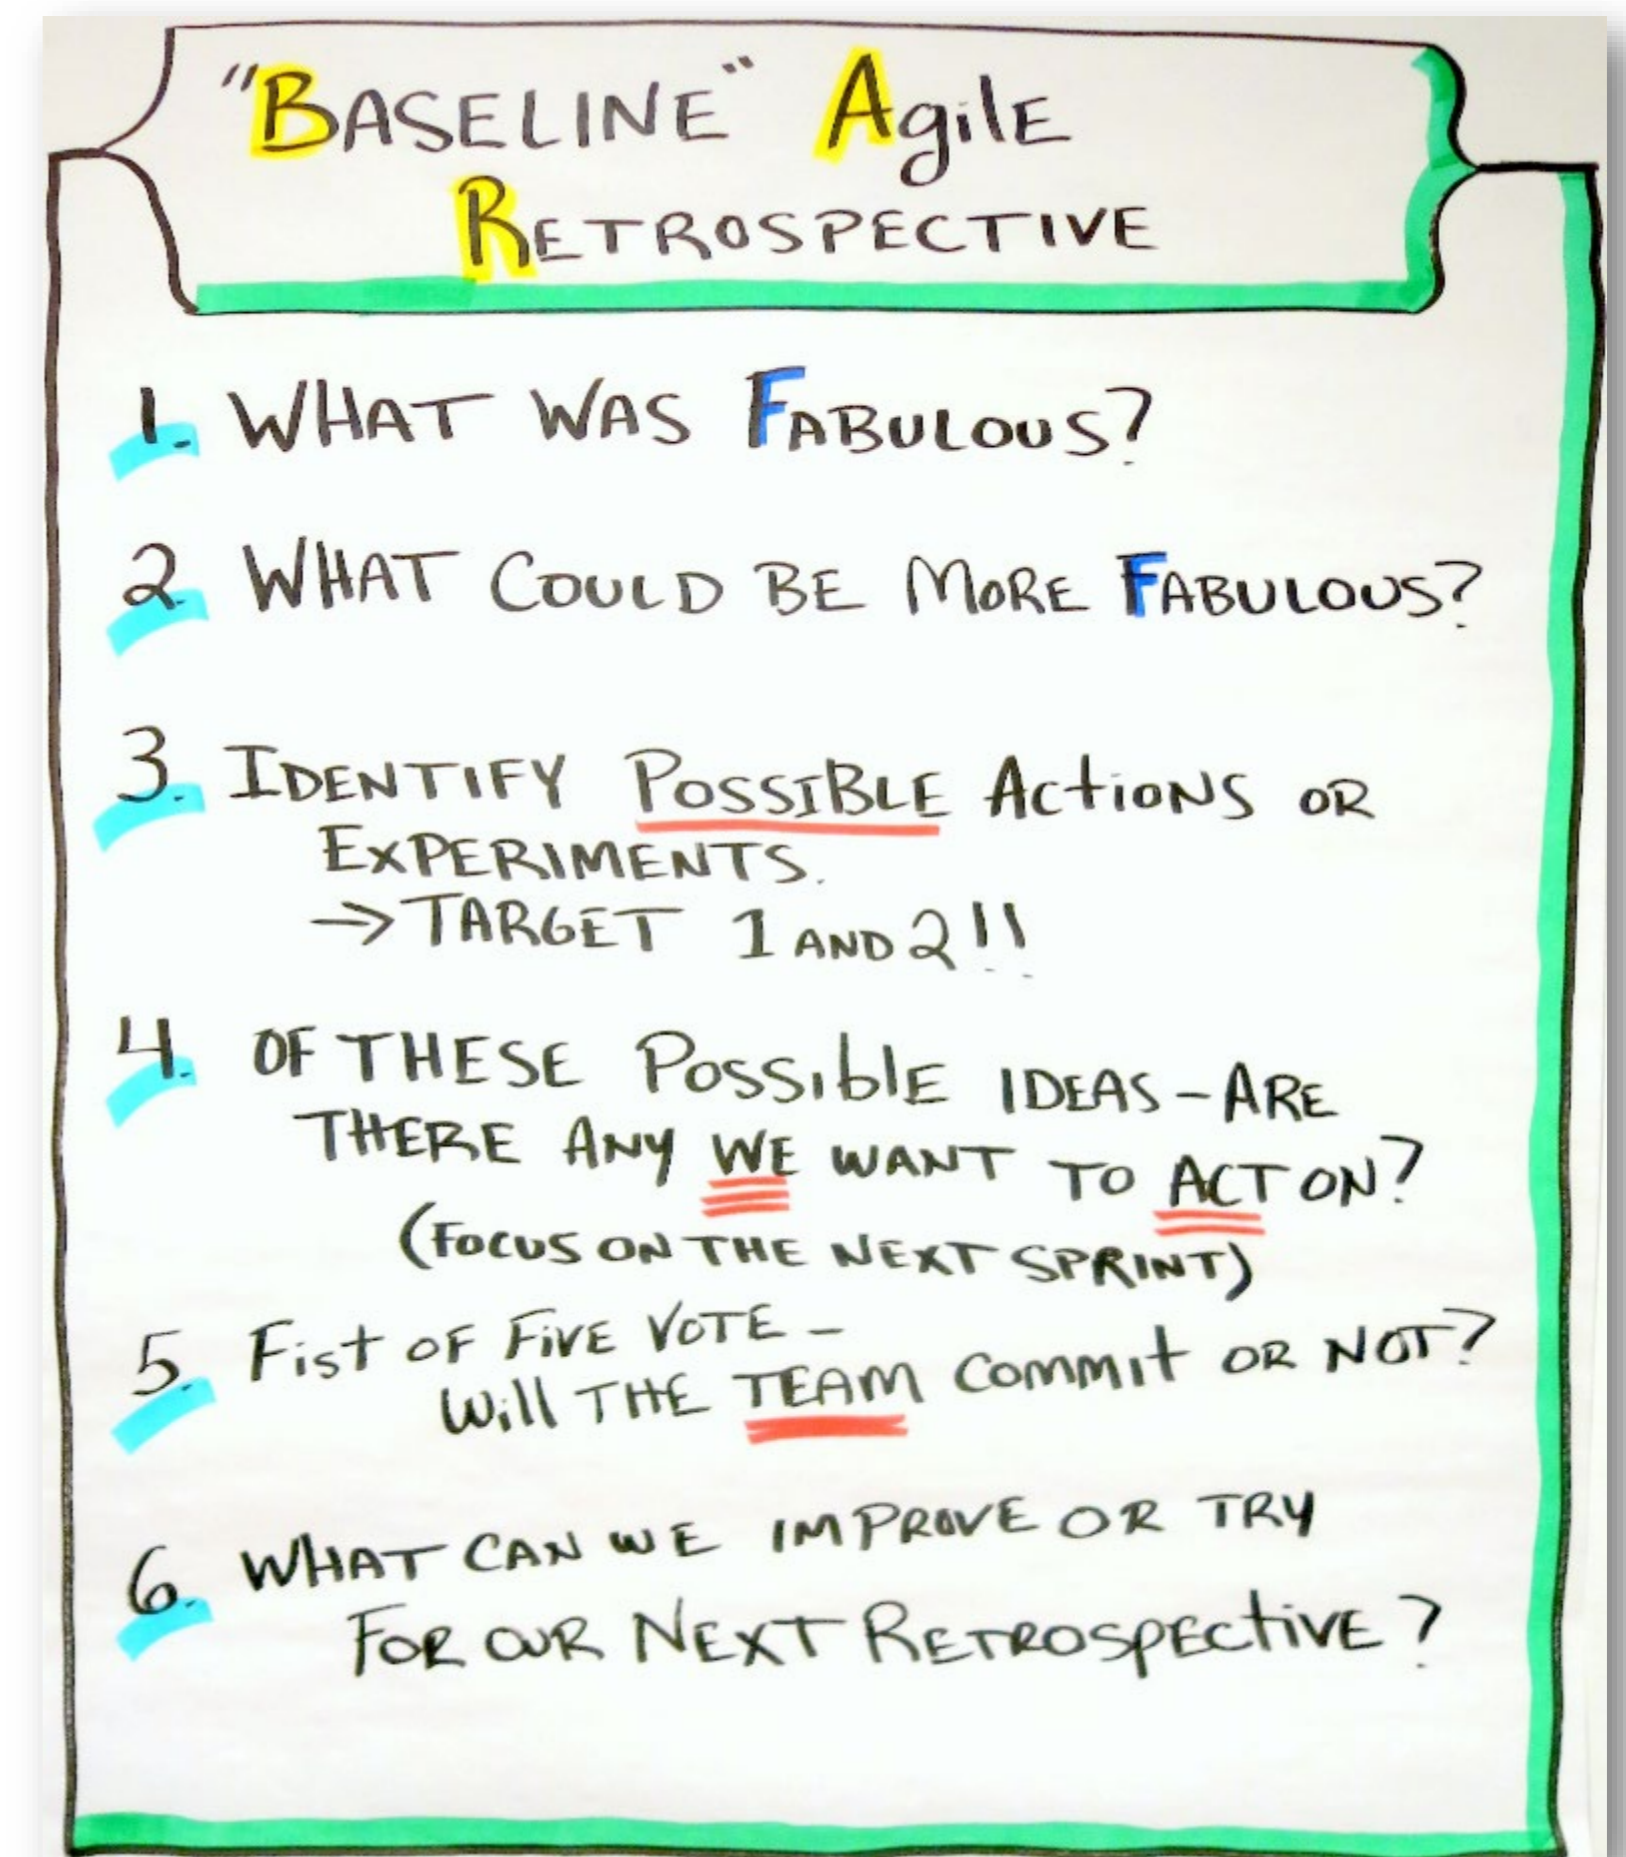 "BASELINE" AgilE
RETROSPECTIVE
1. WHAT WAS FABULOUS?
2. WHAT COULD BE MORE FABULOUS?
3. IDENTIFY POSSIBLE ACtiONS OR
EXPERIMENTS.
→ TARGET 1 AND 2!!
4. OF THESE PossiblE IDEAS - ARE
THERE ANy WE WANT TO ACT ON?
(FOCUS ON THE NEXT SPRINT)
5. Fist OF FiVE VOTE -
Will THE TEAM COMMit OR NOT?
6. WHAT CAN WE IMPROVE OR TRY
FOR OUR NEXT RETROSpECtiVE?